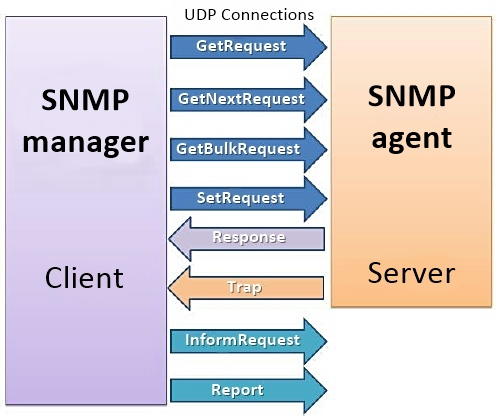 UDP Connections
SNMP
manager
Client
GetRequest
GetNextRequest
GetBulkRequest
SetRequest
Response
Trap
InformRequest
Report
SNMP
agent
Server